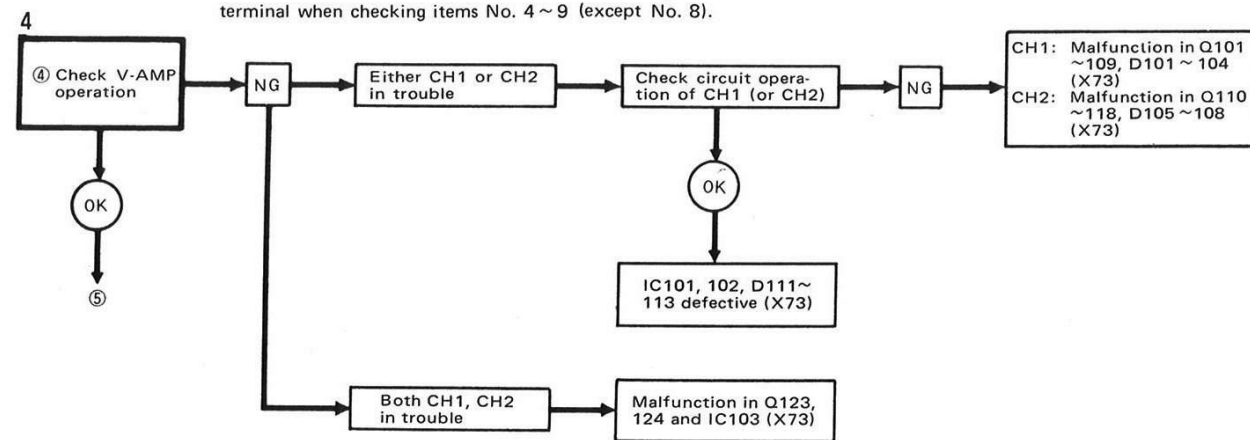 terminal when checking items No. 4 ~ 9 (except No. 8).
4
④ Check V-AMP
operation
NG
Either CH1 or CH2
in trouble
Check circuit opera-
tion of CH1 (or CH2)
NG
CH1: Malfunction in Q101
~109, D101 ~ 104
(X73)
CH2: Malfunction in Q110
~118, D105 ~ 108
(X73)
OK
⑤
OK
IC101, 102, D111~
113 defective (X73)
Both CH1, CH2
in trouble
Malfunction in Q123,
124 and IC103 (X73)